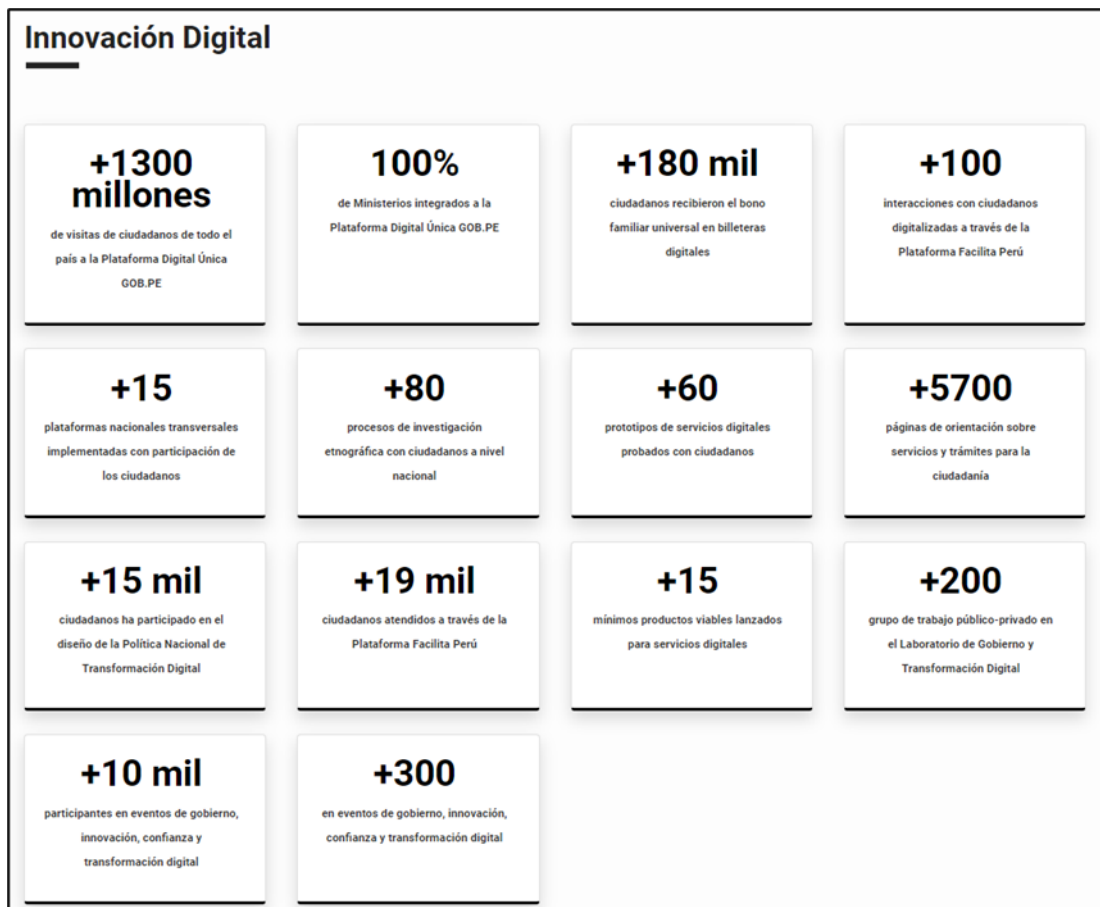 Innovación Digital
+1300
millones
de visitas de ciudadanos de todo el
país a la Plataforma Digital Única
GOB.PE
100%
de Ministerios integrados a la
Plataforma Digital Única GOB.PE
+180 mil
ciudadanos recibieron el bono
familiar universal en billeteras
digitales
+100
interacciones con ciudadanos
digitalizadas a través de la
Plataforma Facilita Perú
+15
plataformas nacionales transversales
implementadas con participación de
los ciudadanos
+80
procesos de investigación
etnográfica con ciudadanos a nivel
nacional
+60
prototipos de servicios digitales
probados con ciudadanos
+5700
páginas de orientación sobre
servicios y trámites para la
ciudadanía
+15 mil
ciudadanos ha participado en el
diseño de la Política Nacional de
Transformación Digital
+19 mil
ciudadanos atendidos a través de la
Plataforma Facilita Perú
+15
mínimos productos viables lanzados
para servicios digitales
+200
grupo de trabajo público-privado en
el Laboratorio de Gobierno y
Transformación Digital
+10 mil
participantes en eventos de gobierno,
innovación, confianza y
transformación digital
+300
en eventos de gobierno, innovación,
confianza y transformación digital